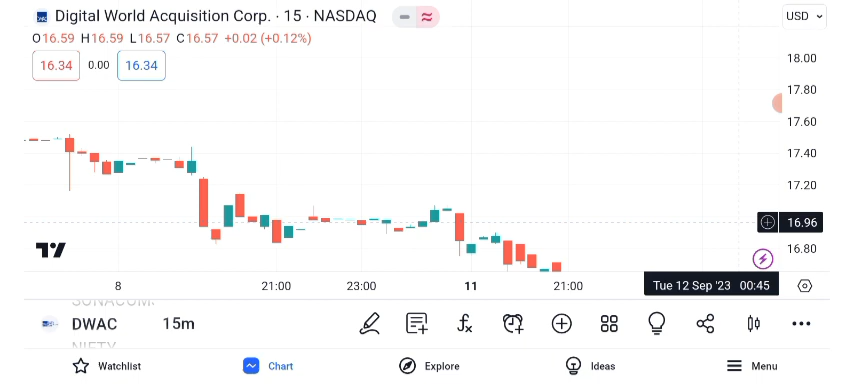 Digital World Acquisition Corp. · 15 · NASDAQ
USD
O16.59 H16.59 L16.57 C16.57 +0.02 (+0.12%)
16.34 0.00 16.34
18.00
17.80
17.60
17.40
17.20
16.96
16.80
8 21:00 23:00 11 21:00 Tue 12 Sep '23 00:45
DWAC 15m
NIFTY
Watchlist Chart Explore Ideas Menu